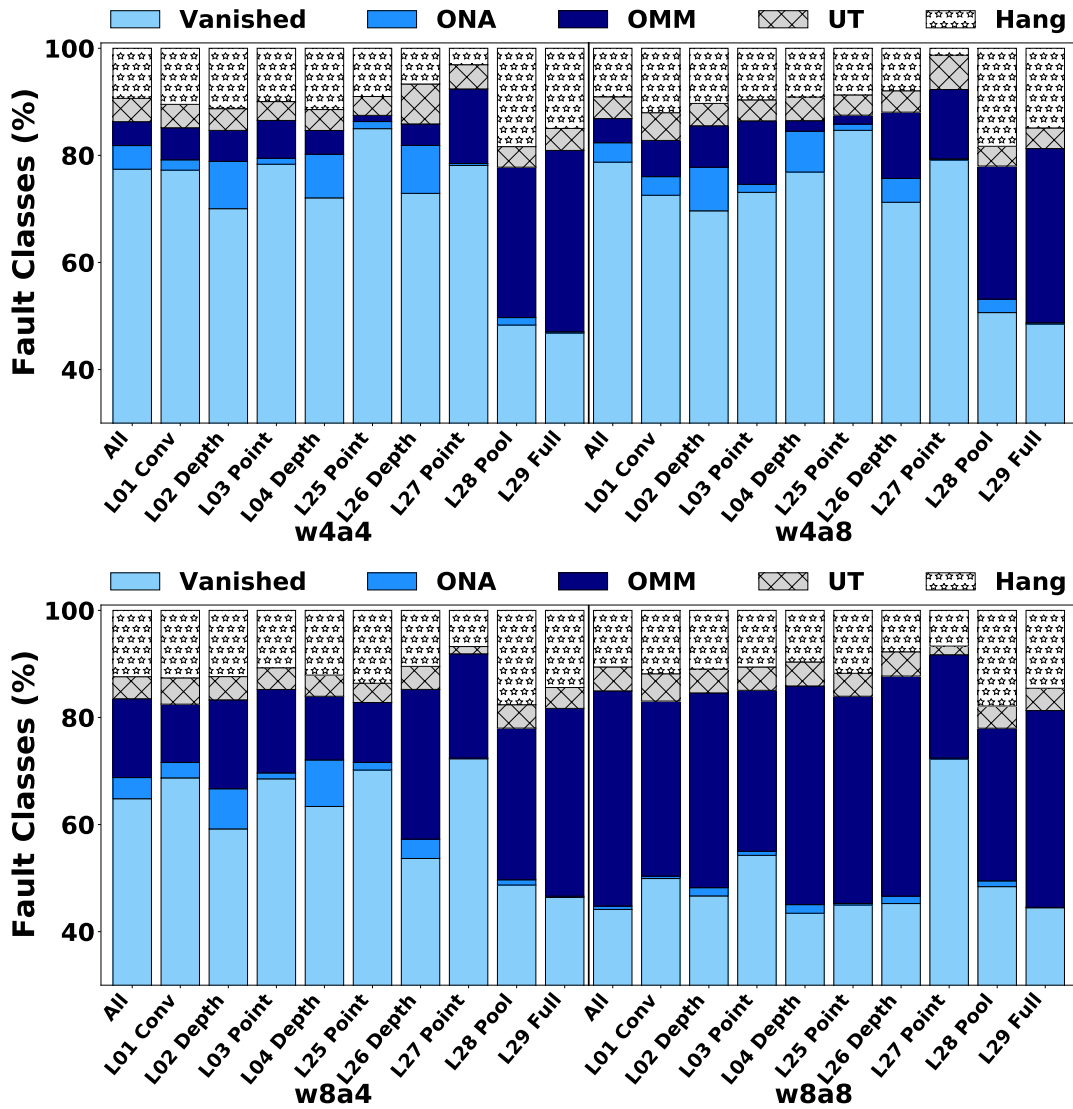 Vanished ONA OMM UT Hang
100
80
60
40
Fault Classes (%)
All L01 Conv L02 Depth L03 Point L04 Depth L25 Point L26 Depth L27 Point L28 Pool L29 Full All L01 Conv L02 Depth L03 Point L04 Depth L25 Point L26 Depth L27 Point L28 Pool L29 Full
w4a4 w4a8
Vanished ONA OMM UT Hang
100
80
60
40
Fault Classes (%)
All L01 Conv L02 Depth L03 Point L04 Depth L25 Point L26 Depth L27 Point L28 Pool L29 Full All L01 Conv L02 Depth L03 Point L04 Depth L25 Point L26 Depth L27 Point L28 Pool L29 Full
w8a4 w8a8